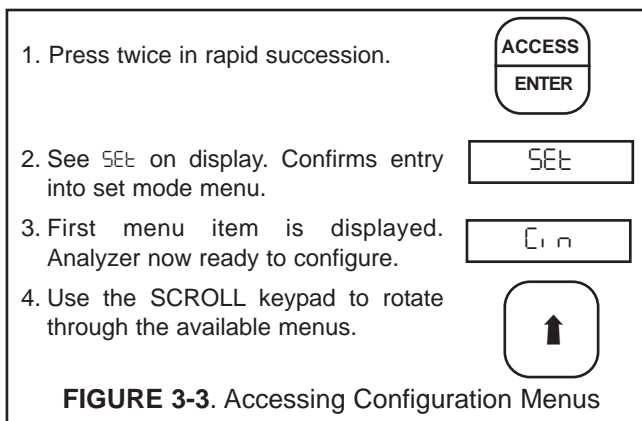 1. Press twice in rapid succession.
ACCESS
ENTER
2. See SEt on display. Confirms entry
into set mode menu.
SEt
3. First menu item is displayed.
Analyzer now ready to configure.
Cin
4. Use the SCROLL keypad to rotate
through the available menus.
FIGURE 3-3. Accessing Configuration Menus